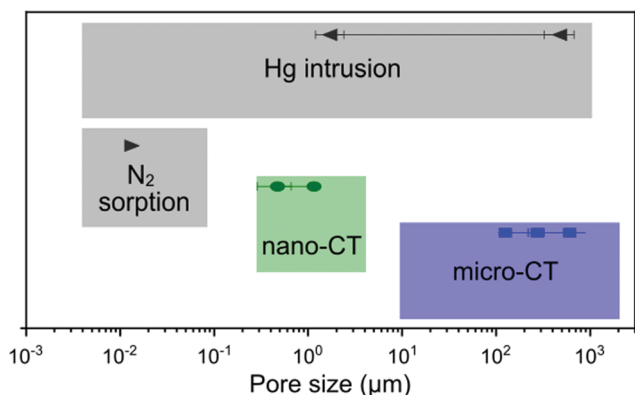 Hg intrusion
N₂
sorption
nano-CT
micro-CT
10⁻³ 10⁻² 10⁻¹ 10⁰ 10¹ 10² 10³
Pore size (µm)